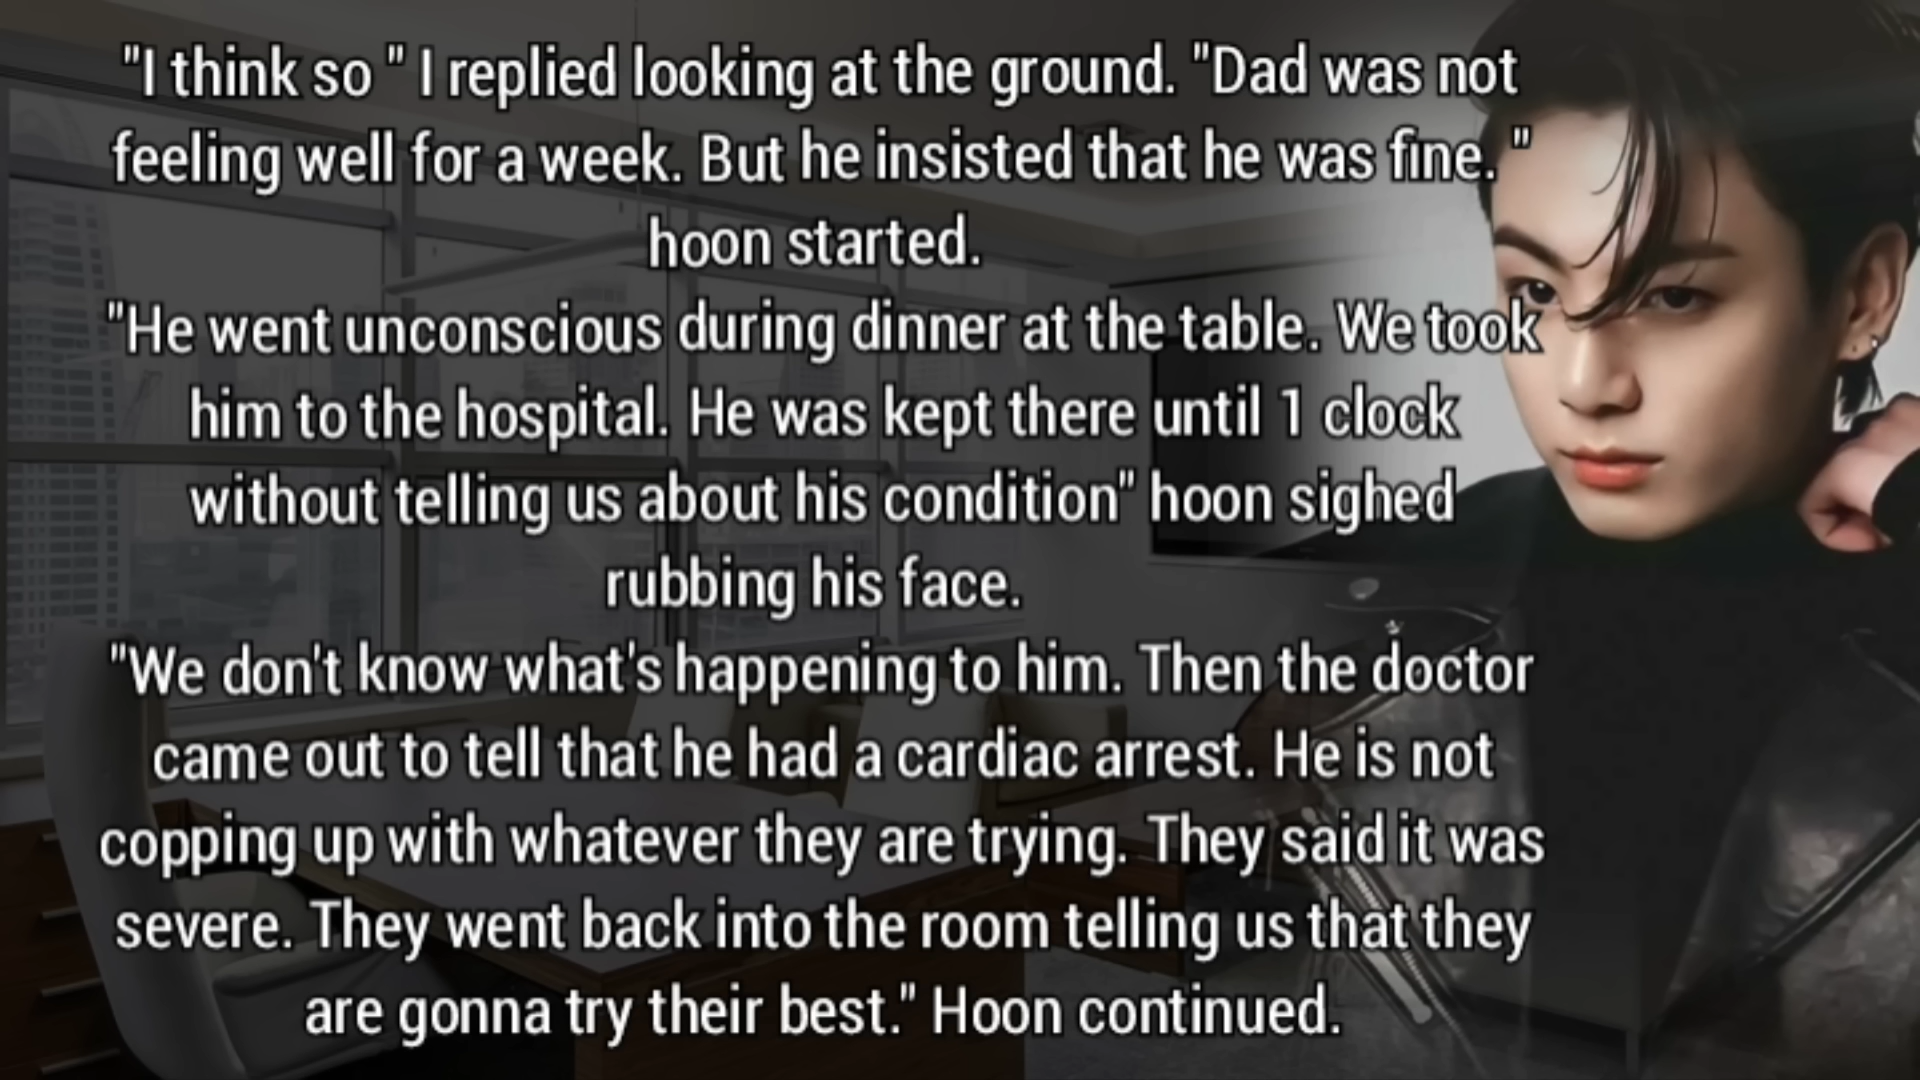 "I think so " I replied looking at the ground. "Dad was not
feeling well for a week. But he insisted that he was fine. "
hoon started.
"He went unconscious during dinner at the table. We took
him to the hospital. He was kept there until 1 clock
without telling us about his condition" hoon sighed
rubbing his face.
"We don't know what's happening to him. Then the doctor
came out to tell that he had a cardiac arrest. He is not
copping up with whatever they are trying. They said it was
severe. They went back into the room telling us that they
are gonna try their best." Hoon continued.